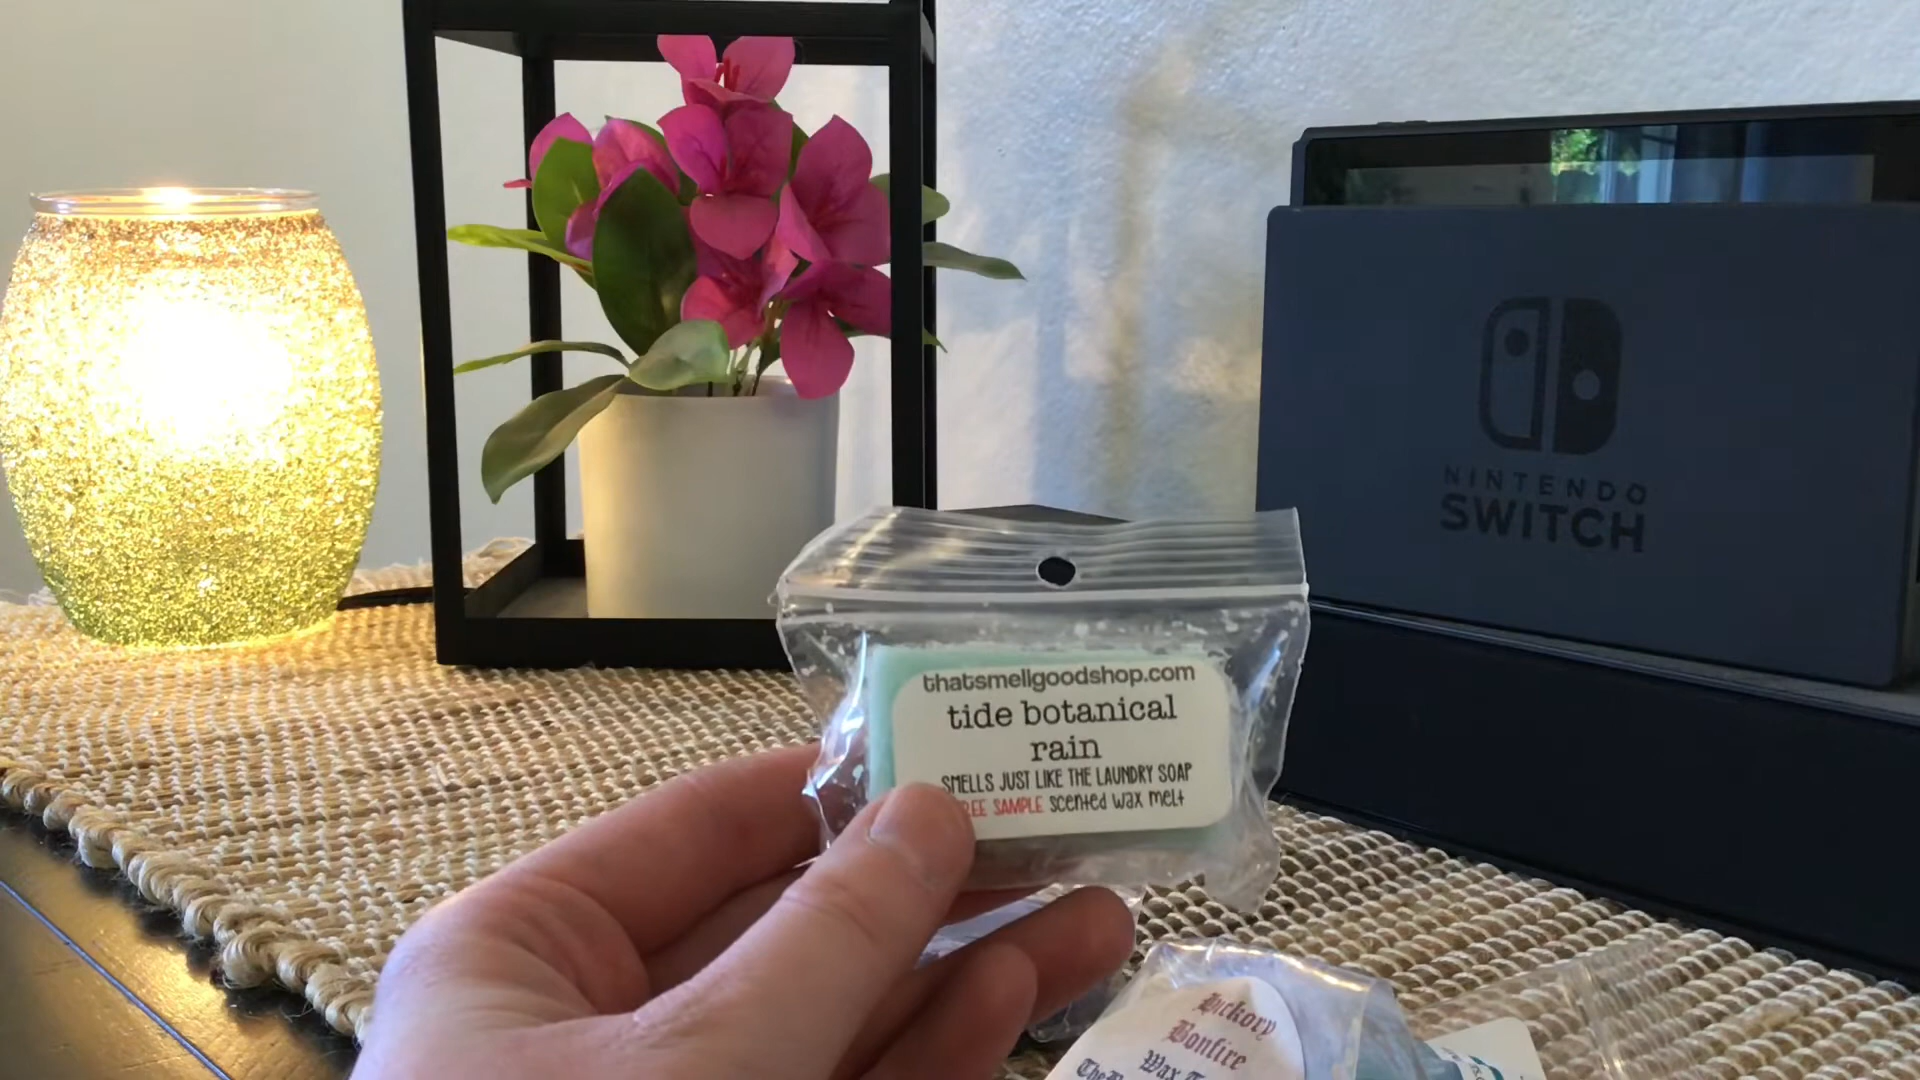 NINTENDO
SWITCH
thatsmellgoodshop.com
tide botanical
rain
SMELLS JUST LIKE THE LAUNDRY SOAP
SAMPLE scented wax melt
Hickory
Bonfire
Wax